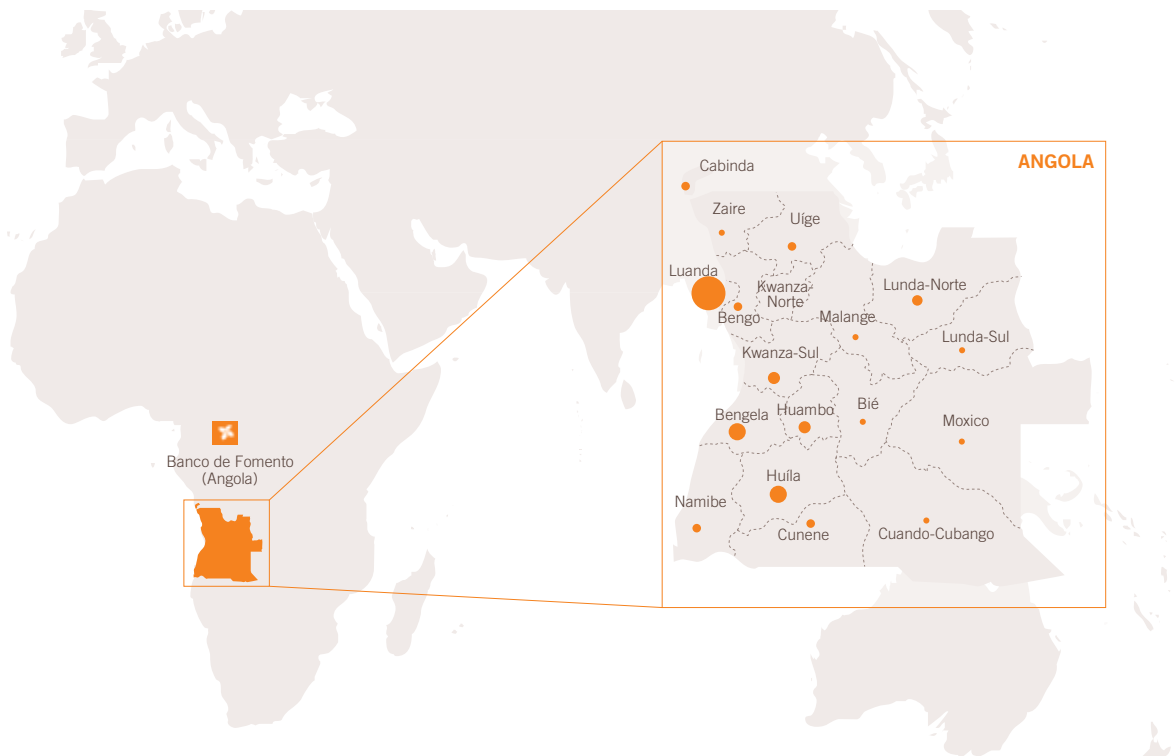 ANGOLA
Cabinda
Zaire
Uíge
Luanda
Kwanza-
Norte
Lunda-Norte
Bengo
Malange
Lunda-Sul
Kwanza-Sul
Bié
Huambo
Bengela
Moxico
Banco de Fomento
(Angola)
Huíla
Namibe
Cunene
Cuando-Cubango